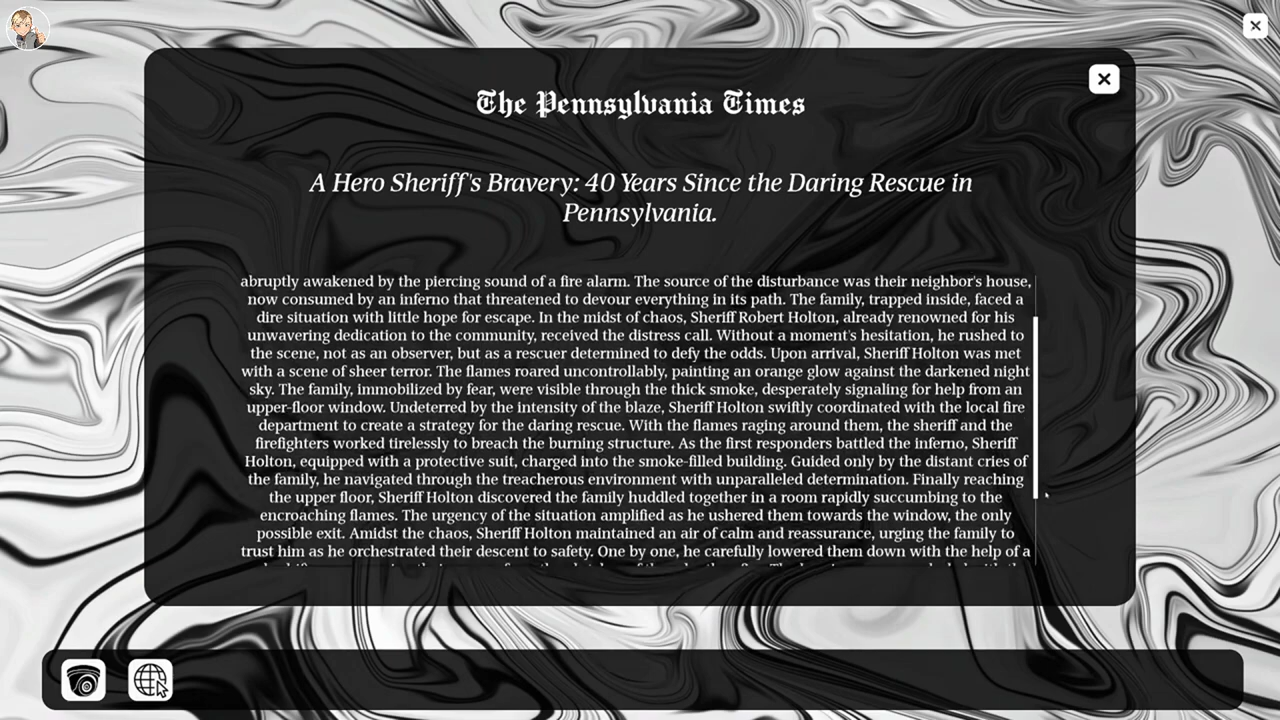 The Pennsylvania Times
A Hero Sheriff's Bravery: 40 Years Since the Daring Rescue in
Pennsylvania.
abruptly awakened by the piercing sound of a fire alarm. The source of the disturbance was their neighbor's house,
now consumed by an inferno that threatened to devour everything in its path. The family, trapped inside, faced a
dire situation with little hope for escape. In the midst of chaos, Sheriff Robert Holton, already renowned for his
unwavering dedication to the community, received the distress call. Without a moment's hesitation, he rushed to
the scene, not as an observer, but as a rescuer determined to defy the odds. Upon arrival, Sheriff Holton was met
with a scene of sheer terror. The flames roared uncontrollably, painting an orange glow against the darkened night
sky. The family, immobilized by fear, were visible through the thick smoke, desperately signaling for help from an
upper-floor window. Undeterred by the intensity of the blaze, Sheriff Holton swiftly coordinated with the local fire
department to create a strategy for the daring rescue. With the flames raging around them, the sheriff and the
firefighters worked tirelessly to breach the burning structure. As the first responders battled the inferno, Sheriff
Holton, equipped with a protective suit, charged into the smoke-filled building. Guided only by the distant cries of
the family, he navigated through the treacherous environment with unparalleled determination. Finally reaching
the upper floor, Sheriff Holton discovered the family huddled together in a room rapidly succumbing to the
encroaching flames. The urgency of the situation amplified as he ushered them towards the window, the only
possible exit. Amidst the chaos, Sheriff Holton maintained an air of calm and reassurance, urging the family to
trust him as he orchestrated their descent to safety. One by one, he carefully lowered them down with the help of a